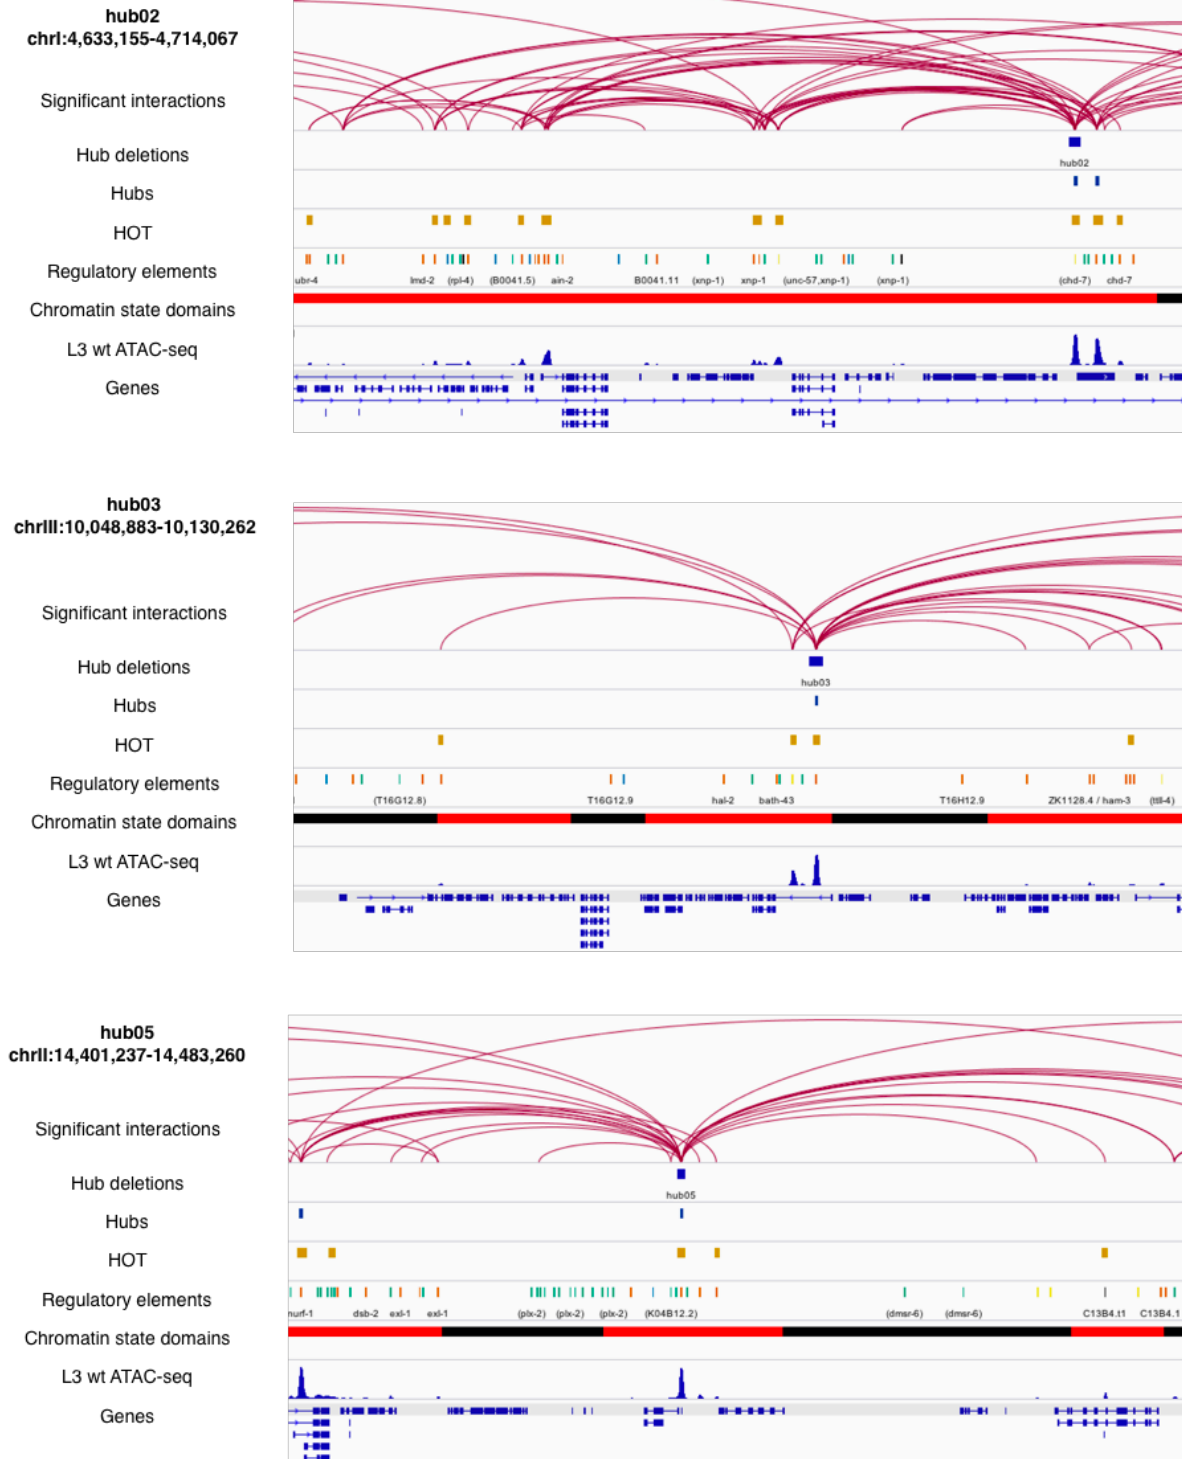 hub02
chrI:4,633,155-4,714,067
Significant interactions
Hub deletions
hub02
Hubs
HOT
Regulatory elements
ubr-4 lmd-2 (rpl-4) (B0041.5) ain-2 B0041.11 (xnp-1) xnp-1 (unc-57,xnp-1) (xnp-1) (chd-7) chd-7
Chromatin state domains
L3 wt ATAC-seq
Genes
hub03
chrIII:10,048,883-10,130,262
Significant interactions
Hub deletions
hub03
Hubs
HOT
Regulatory elements
(T16G12.8) T16G12.9 hal-2 bath-43 T16H12.9 ZK1128.4 / ham-3 (ttll-4)
Chromatin state domains
L3 wt ATAC-seq
Genes
hub05
chrII:14,401,237-14,483,260
Significant interactions
Hub deletions
hub05
Hubs
HOT
Regulatory elements
nurf-1 dsb-2 exl-1 exl-1 (plx-2) (plx-2) (plx-2) (K04B12.2) (dmsr-6) (dmsr-6) C13B4.t1 C13B4.1
Chromatin state domains
L3 wt ATAC-seq
Genes